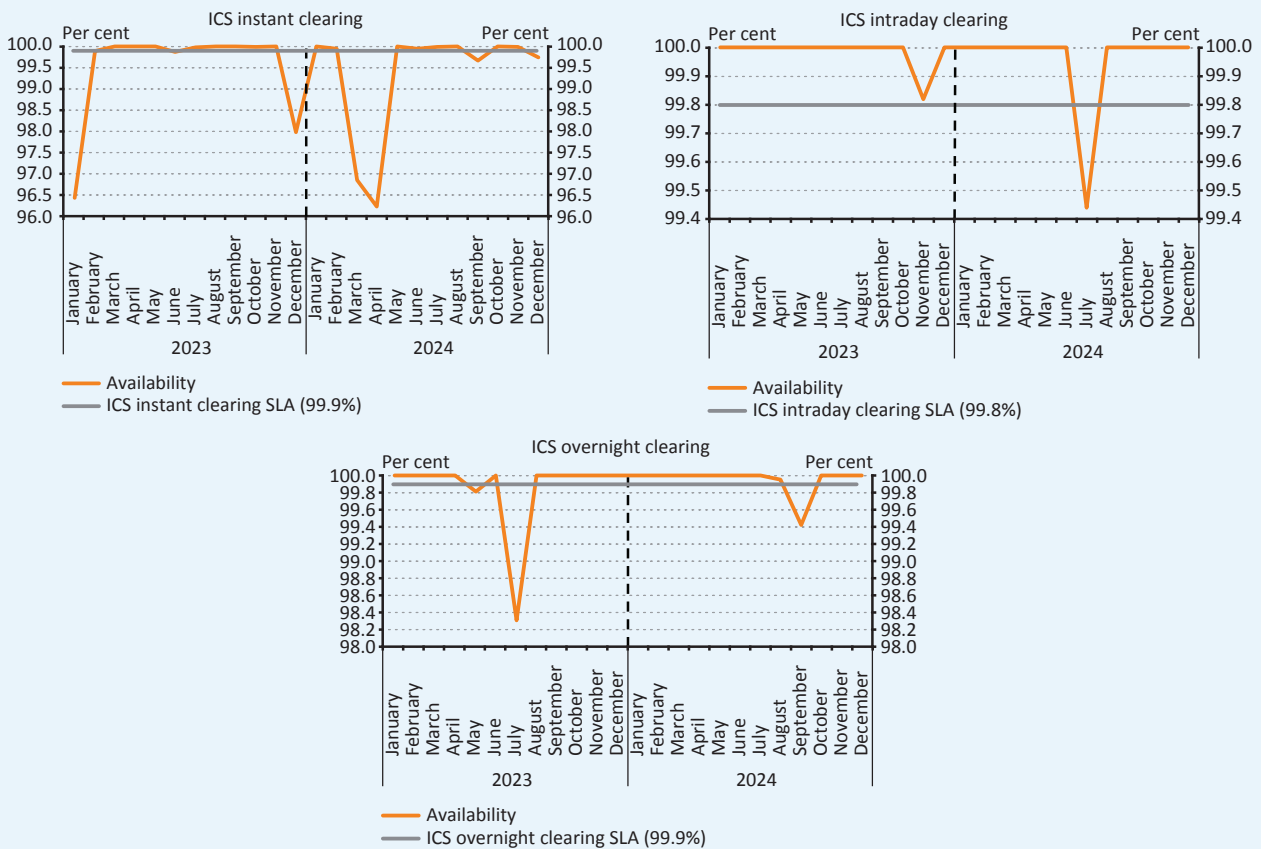 ICS instant clearing
Per cent Per cent
100.0 100.0
99.5 99.5
99.0 99.0
98.5 98.5
98.0 98.0
97.5 97.5
97.0 97.0
96.5 96.5
96.0 96.0
January February March April May June July August September October November December January February March April May June July August September October November December
2023 2024
Availability
ICS instant clearing SLA (99.9%)
ICS intraday clearing
Per cent Per cent
100.0 100.0
99.9 99.9
99.8 99.8
99.7 99.7
99.6 99.6
99.5 99.5
99.4 99.4
January February March April May June July August September October November December January February March April May June July August September October November December
2023 2024
Availability
ICS intraday clearing SLA (99.8%)
ICS overnight clearing
Per cent Per cent
100.0 100.0
99.8 99.8
99.6 99.6
99.4 99.4
99.2 99.2
99.0 99.0
98.8 98.8
98.6 98.6
98.4 98.4
98.2 98.2
98.0 98.0
January February March April May June July August September October November December January February March April May June July August September October November December
2023 2024
Availability
ICS overnight clearing SLA (99.9%)